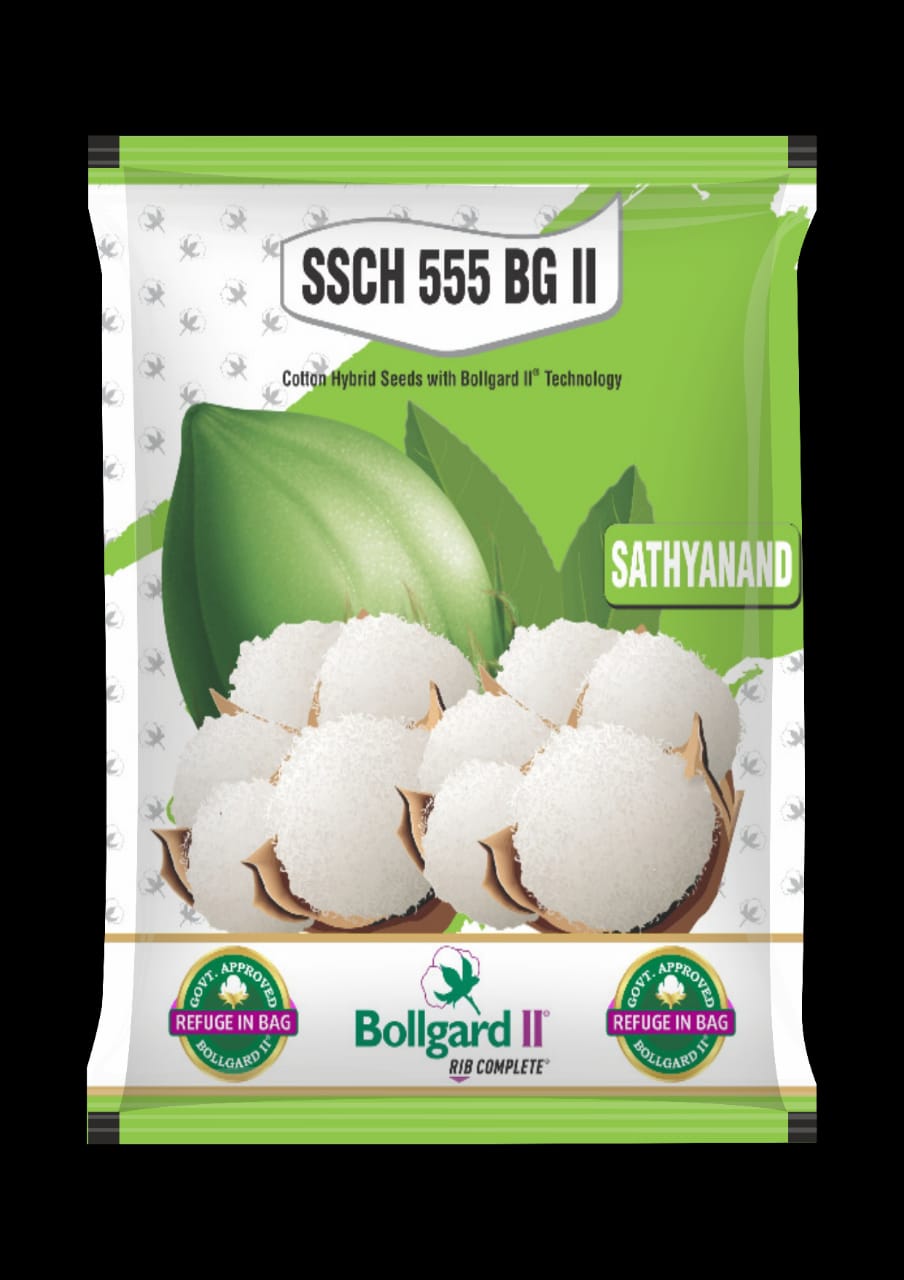 SSCH 555 BG II
Cotton Hybrid Seeds with Bollgard II® Technology
SATHYANAND
GOVT. APPROVED
REFUGE IN BAG
BOLLGARD II®
Bollgard II®
RIB COMPLETE®
GOVT. APPROVED
REFUGE IN BAG
BOLLGARD II®